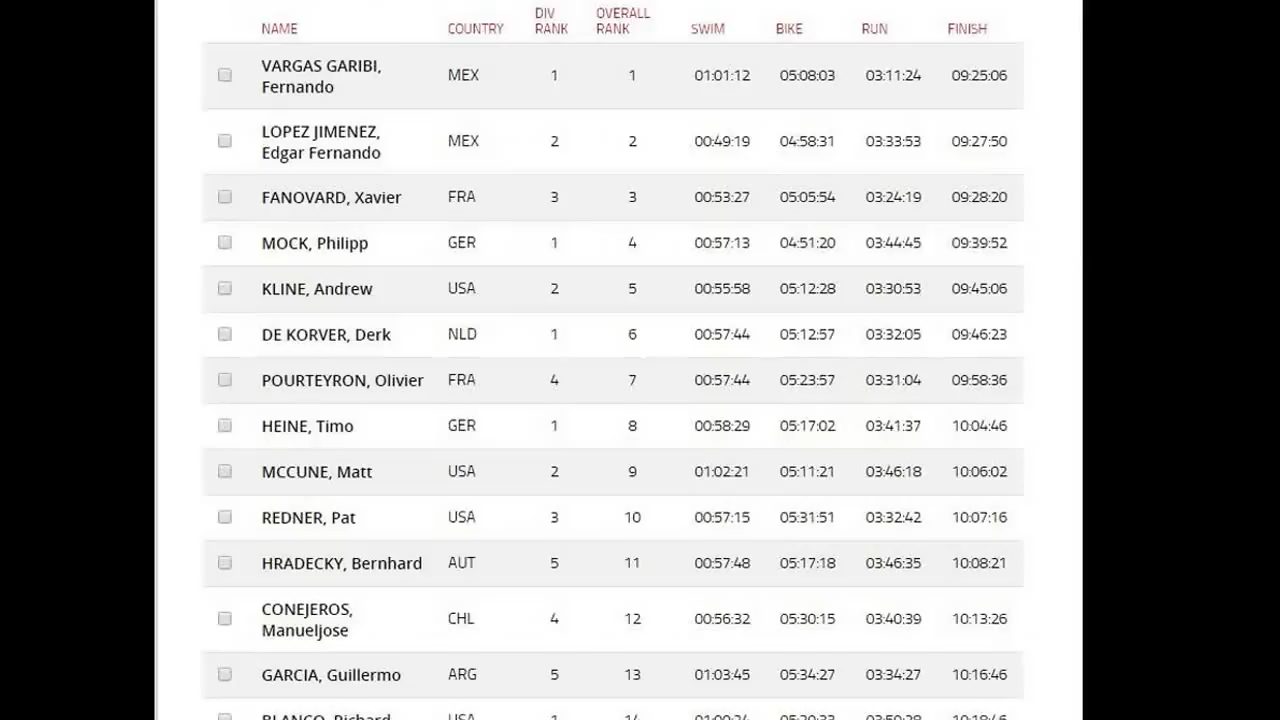 NAME COUNTRY DIV RANK OVERALL RANK SWIM BIKE RUN FINISH
VARGAS GARIBI, Fernando MEX 1 1 01:01:12 05:08:03 03:11:24 09:25:06
LOPEZ JIMENEZ, Edgar Fernando MEX 2 2 00:49:19 04:58:31 03:33:53 09:27:50
FANOVARD, Xavier FRA 3 3 00:53:27 05:05:54 03:24:19 09:28:20
MOCK, Philipp GER 1 4 00:57:13 04:51:20 03:44:45 09:39:52
KLINE, Andrew USA 2 5 00:55:58 05:12:28 03:30:53 09:45:06
DE KORVER, Derk NLD 1 6 00:57:44 05:12:57 03:32:05 09:46:23
POURTEYRON, Olivier FRA 4 7 00:57:44 05:23:57 03:31:04 09:58:36
HEINE, Timo GER 1 8 00:58:29 05:17:02 03:41:37 10:04:46
MCCUNE, Matt USA 2 9 01:02:21 05:11:21 03:46:18 10:06:02
REDNER, Pat USA 3 10 00:57:15 05:31:51 03:32:42 10:07:16
HRADECKY, Bernhard AUT 5 11 00:57:48 05:17:18 03:46:35 10:08:21
CONEJEROS, Manueljose CHL 4 12 00:56:32 05:30:15 03:40:39 10:13:26
GARCIA, Guillermo ARG 5 13 01:03:45 05:34:27 03:34:27 10:16:46
BLANCO, Richard USA 1 14